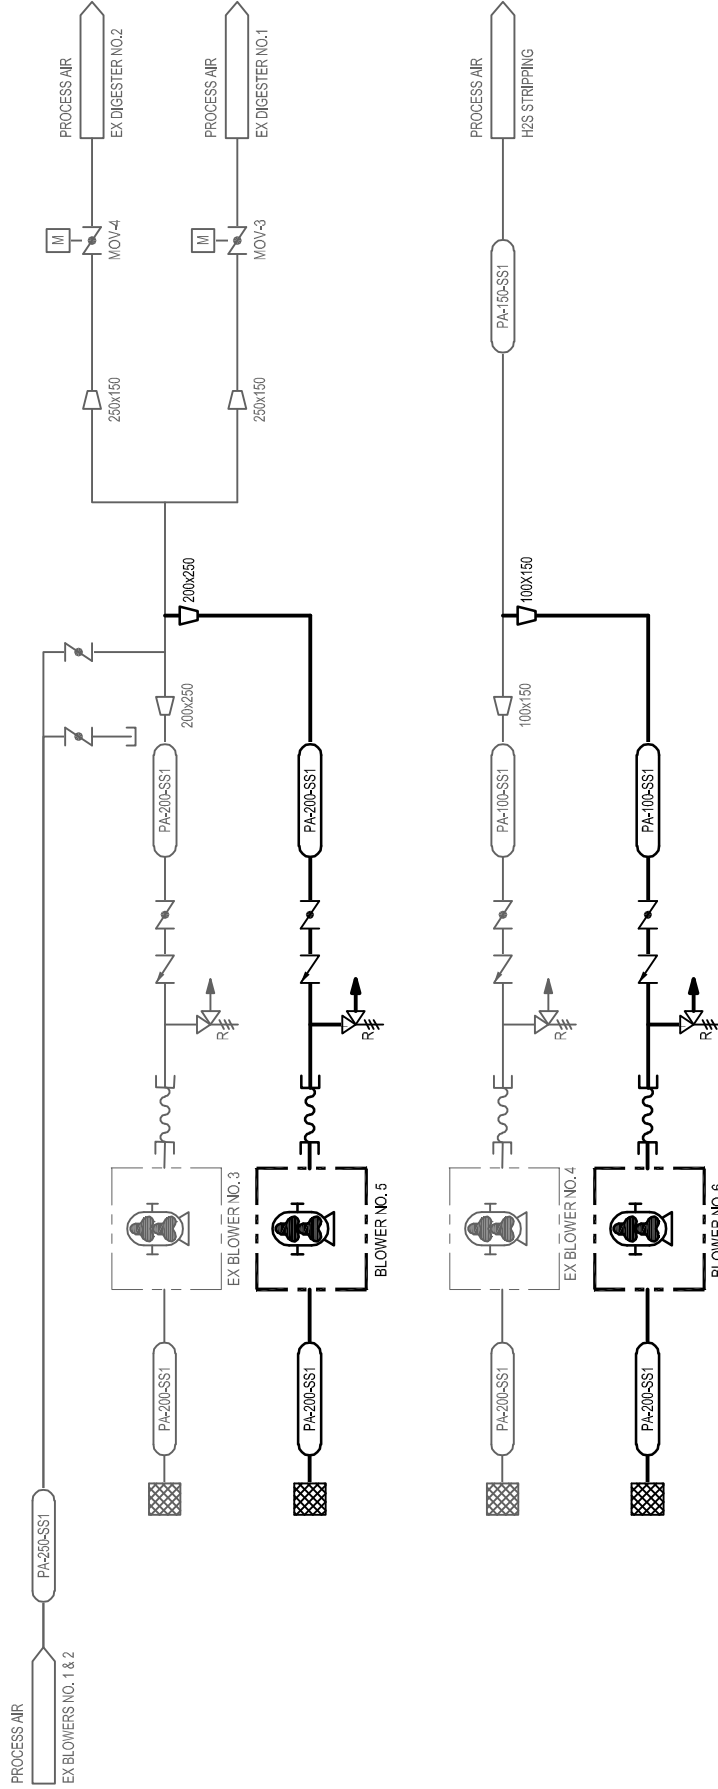 PROCESS AIR
EX DIGESTER NO.2
PROCESS AIR
EX DIGESTER NO.1
PROCESS AIR
H2S STRIPPING
M
MOV-4
M
MOV-3
PA-150-SS1
250x150
250x150
200x250
100X150
200x250
100x150
PA-200-SS1
PA-200-SS1
PA-100-SS1
PA-100-SS1
R
R
R
R
EX BLOWER NO. 3
BLOWER NO. 5
EX BLOWER NO. 4
BLOWER NO. 6
PA-200-SS1
PA-200-SS1
PA-200-SS1
PA-200-SS1
PA-250-SS1
PROCESS AIR
EX BLOWERS NO. 1 & 2